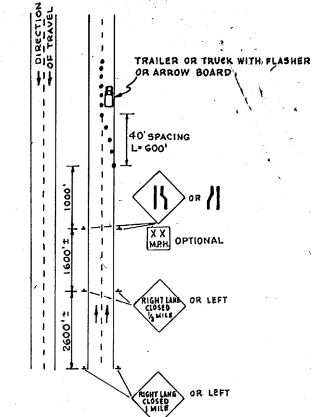 DIRECTION
OF TRAVEL
TRAILER OR TRUCK WITH FLASHER
OR ARROW BOARD
40' SPACING
L= 600'
1000'
OR
XX
M.P.H.
OPTIONAL
1600'±
RIGHT LANE
CLOSED
1/2 MILE
OR LEFT
2600'±
RIGHT LANE
CLOSED
1 MILE
OR LEFT